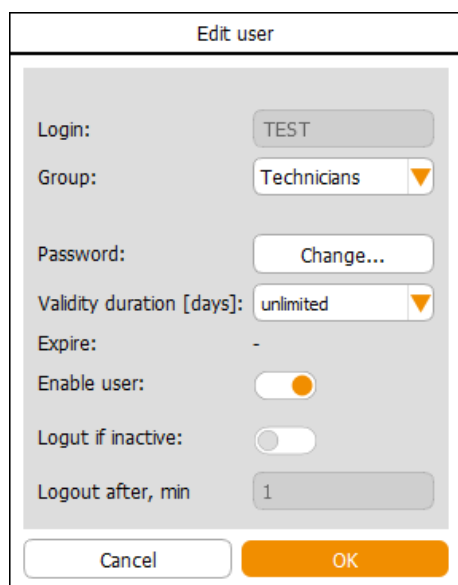 Edit user
Login: TEST
Group: Technicians
Password: Change...
Validity duration [days]: unlimited
Expire: -
Enable user:
Logut if inactive:
Logout after, min 1
Cancel OK